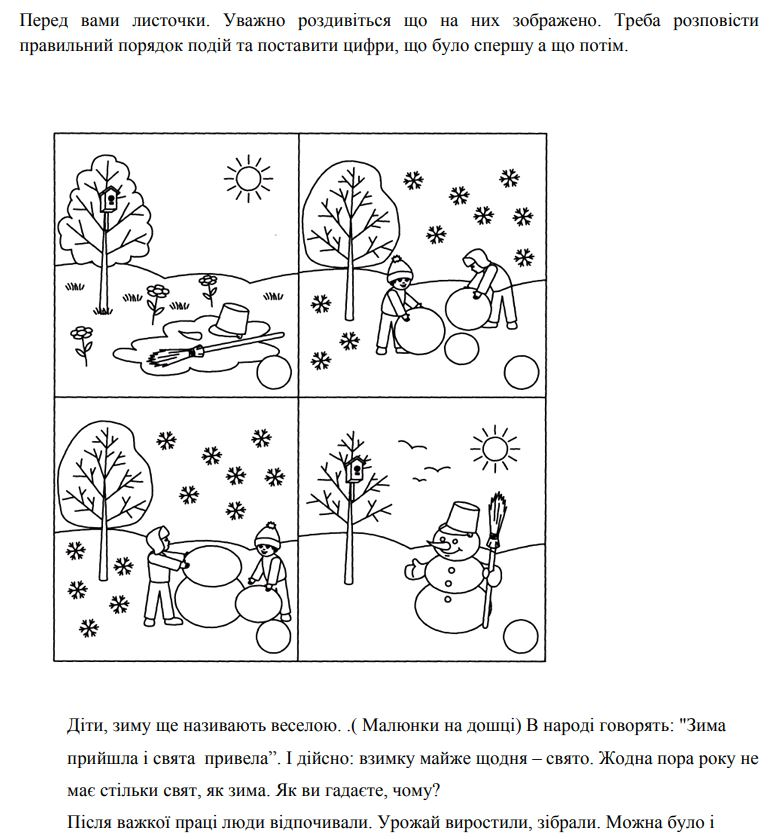 Перед вами листочки. Уважно роздивіться що на них зображено. Треба розповісти
правильний порядок подій та поставити цифри, що було спершу а що потім.
Діти, зиму ще називають веселою. .( Малюнки на дошці) В народі говорять: "Зима
прийшла і свята привела”. І дійсно: взимку майже щодня – свято. Жодна пора року не
має стільки свят, як зима. Як ви гадаєте, чому?
Після важкої праці люди відпочивали. Урожай виростили, зібрали. Можна було і